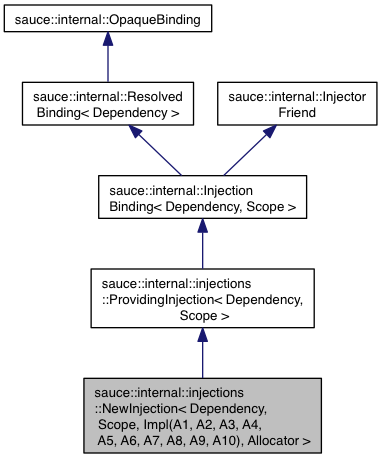 sauce::internal::OpaqueBinding
sauce::internal::Resolved
Binding< Dependency >
sauce::internal::Injector
Friend
sauce::internal::Injection
Binding< Dependency, Scope >
sauce::internal::injections
::ProvidingInjection< Dependency,
Scope >
sauce::internal::injections
::NewInjection< Dependency,
Scope, Impl(A1, A2, A3, A4,
A5, A6, A7, A8, A9, A10), Allocator >